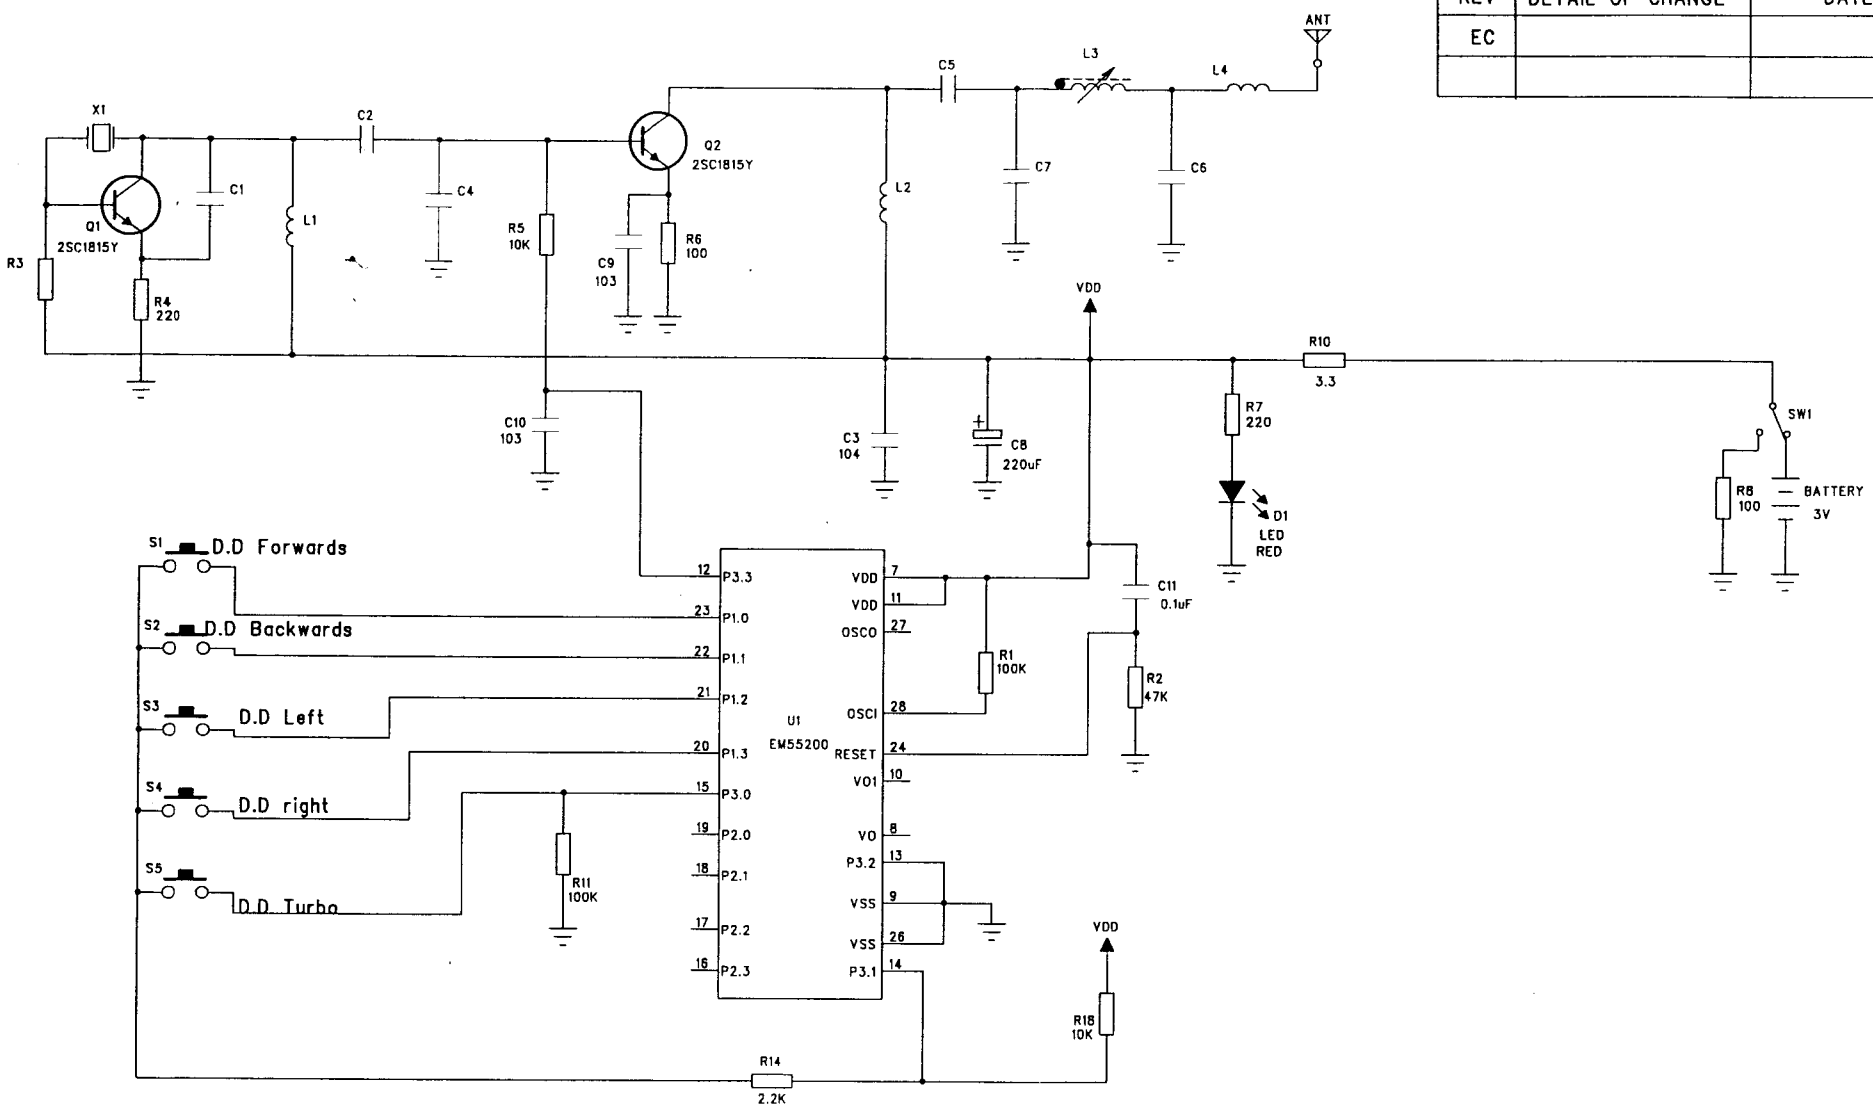 REV DETAIL OF CHANGE DATE
EC
ANT
L3
L4
C5
X1
C2
Q2
2SC1815Y
C7
C6
C1
C4
L2
L1
Q1
2SC1815Y
R5
10K
R6
100
C9
103
R3
R4
220
VDD
R10
3.3
SW1
R7
220
C10
103
C3
104
+
C8
220uF
R8
100
BATTERY
3V
D1
LED
RED
S1 D.D Forwards
S2 D.D Backwards
S3 D.D Left
S4 D.D right
S5
D.D Turbo
12 P3.3
23 P1.0
22 P1.1
21 P1.2
20 P1.3
15 P3.0
19 P2.0
18 P2.1
17 P2.2
16 P2.3
U1
EM55200
VDD 7
VDD 11
OSCO 27
OSCI 28
RESET 24
VO1 10
VO 8
P3.2 13
VSS 9
VSS 26
P3.1 14
C11
0.1uF
R1
100K
R2
47K
R11
100K
VDD
R18
10K
R14
2.2K